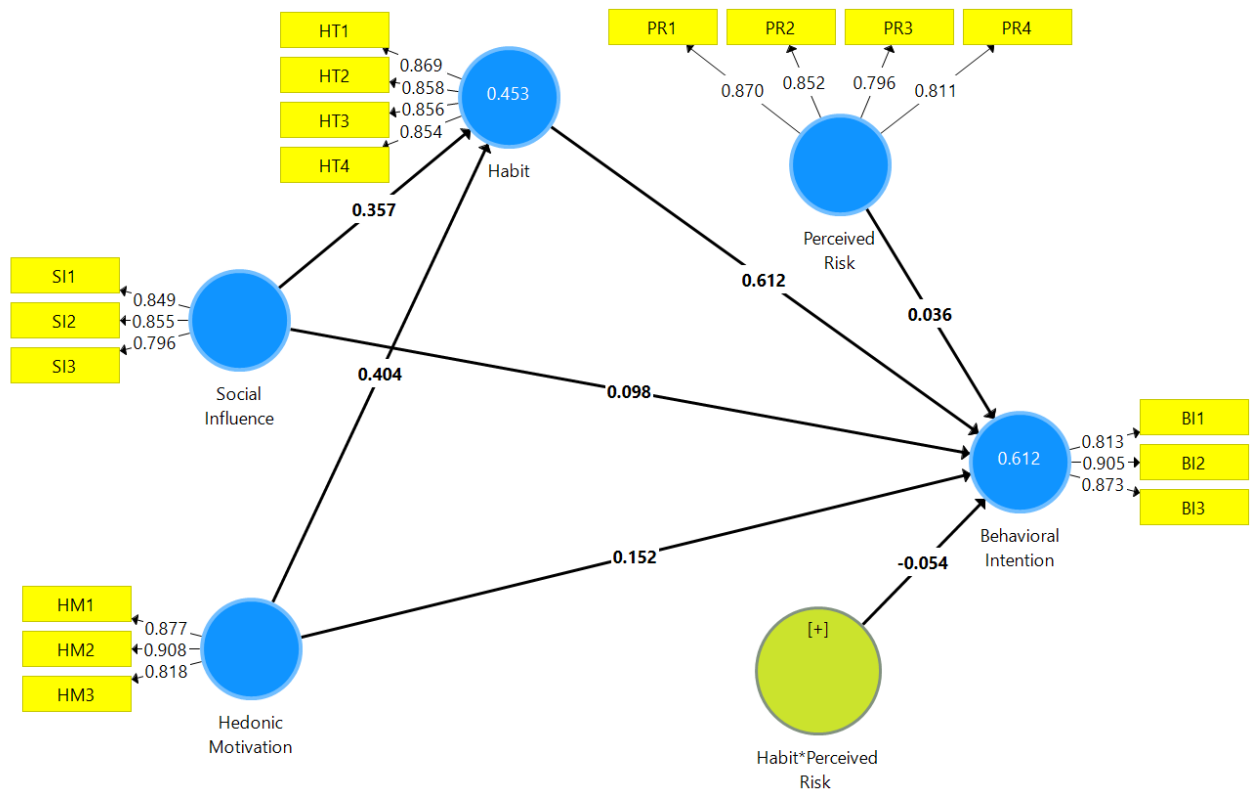 HT1
HT2
HT3
HT4
0.869
0.858
0.856
0.854
0.453
Habit
PR1
PR2
PR3
PR4
0.870
0.852
0.796
0.811
Perceived
Risk
0.357
0.612
0.036
SI1
SI2
SI3
0.849
0.855
0.796
Social
Influence
0.404
0.098
0.612
BI1
BI2
BI3
0.813
0.905
0.873
Behavioral
Intention
0.152
-0.054
HM1
HM2
HM3
0.877
0.908
0.818
Hedonic
Motivation
[+]
Habit*Perceived
Risk